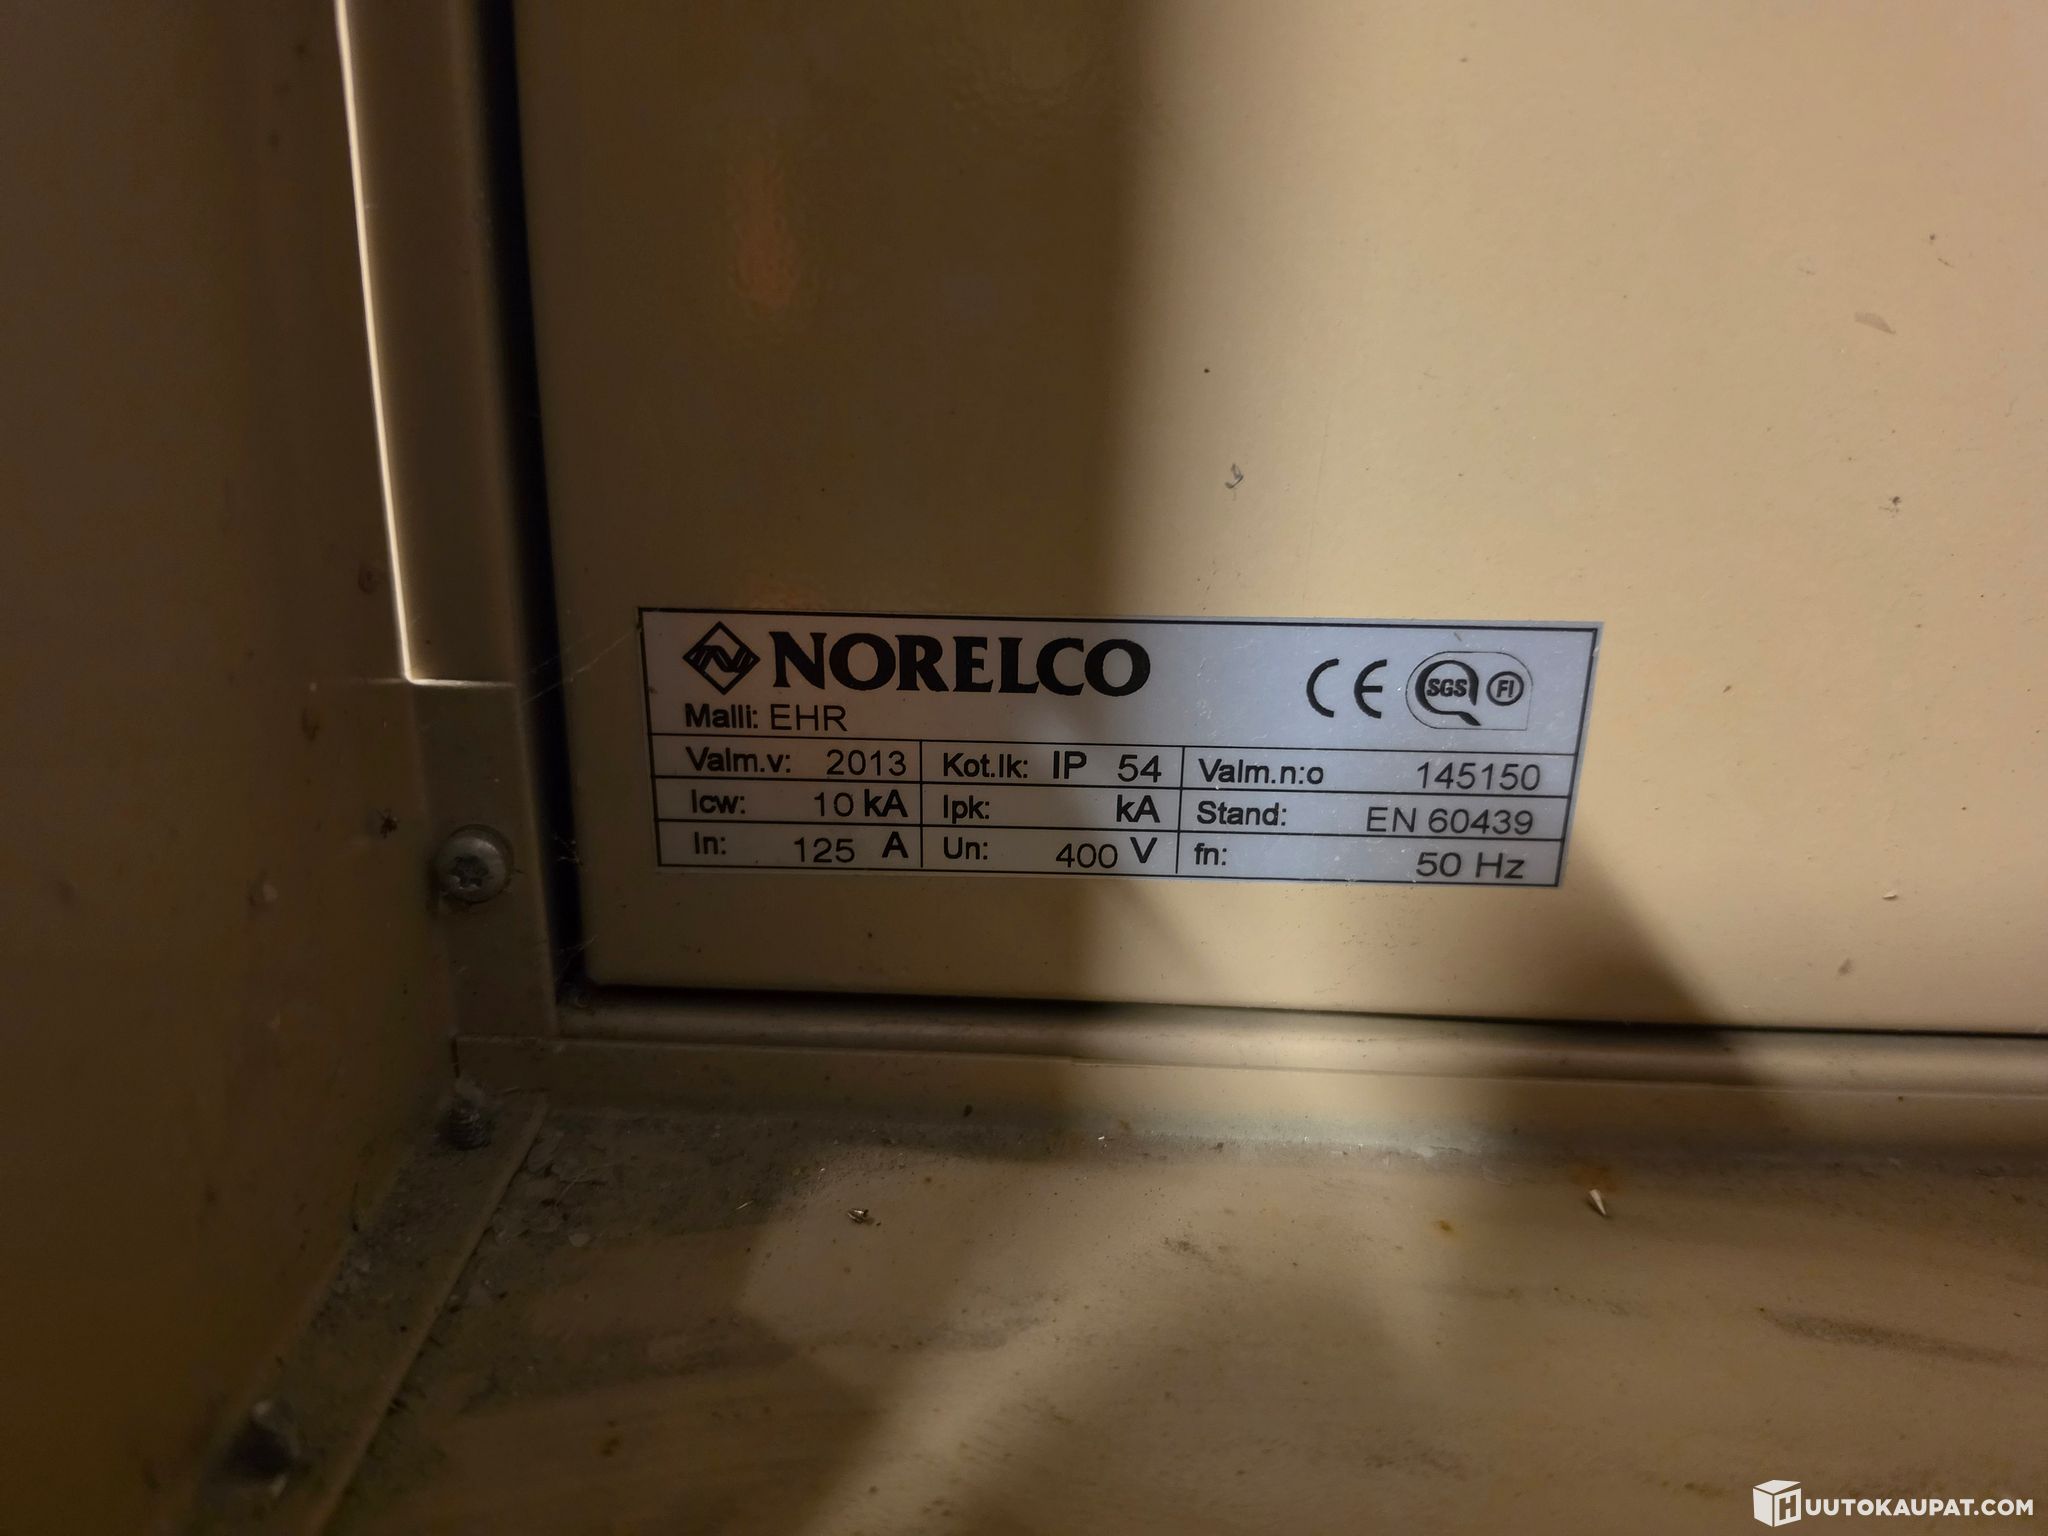 NORELCO CE SGS FI
Malli: EHR
Valm.v: 2013 Kot.lk: IP 54 Valm.n:o 145150
Icw: 10 kA Ipk: kA Stand: EN 60439
In: 125 A Un: 400 V fn: 50 Hz
HUUTOKAUPAT.COM